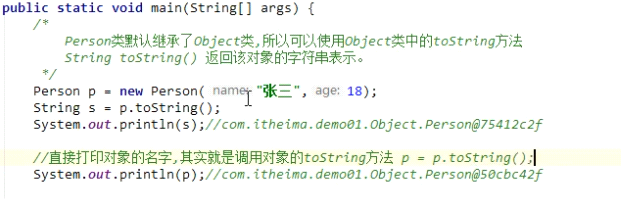 public static void main(String[] args) {
/*
Person类默认继承了Object类,所以可以使用Object类中的toString方法
String toString() 返回该对象的字符串表示。
*/
Person p = new Person( name: "张三", age: 18);
String s = p.toString();
System.out.println(s);//com.itheima.demo01.Object.Person@75412c2f
//直接打印对象的名字,其实就是调用对象的toString方法 p = p.toString();
System.out.println(p);//com.itheima.demo01.Object.Person@50cbc42f